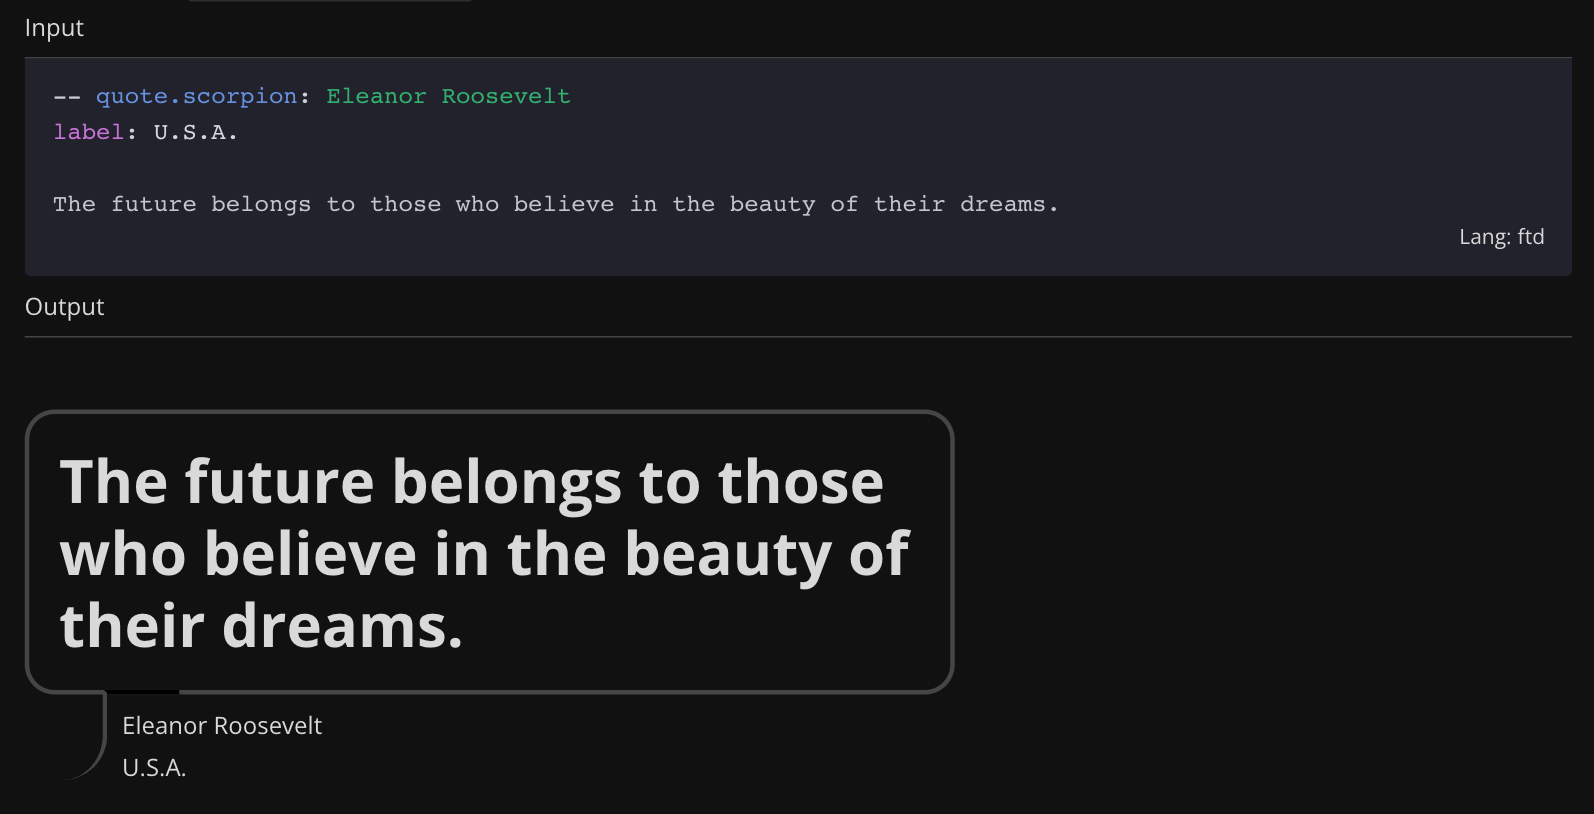 Input
-- quote.scorpion: Eleanor Roosevelt
label: U.S.A.
The future belongs to those who believe in the beauty of their dreams.
Lang: ftd
Output
The future belongs to those
who believe in the beauty of
their dreams.
Eleanor Roosevelt
U.S.A.